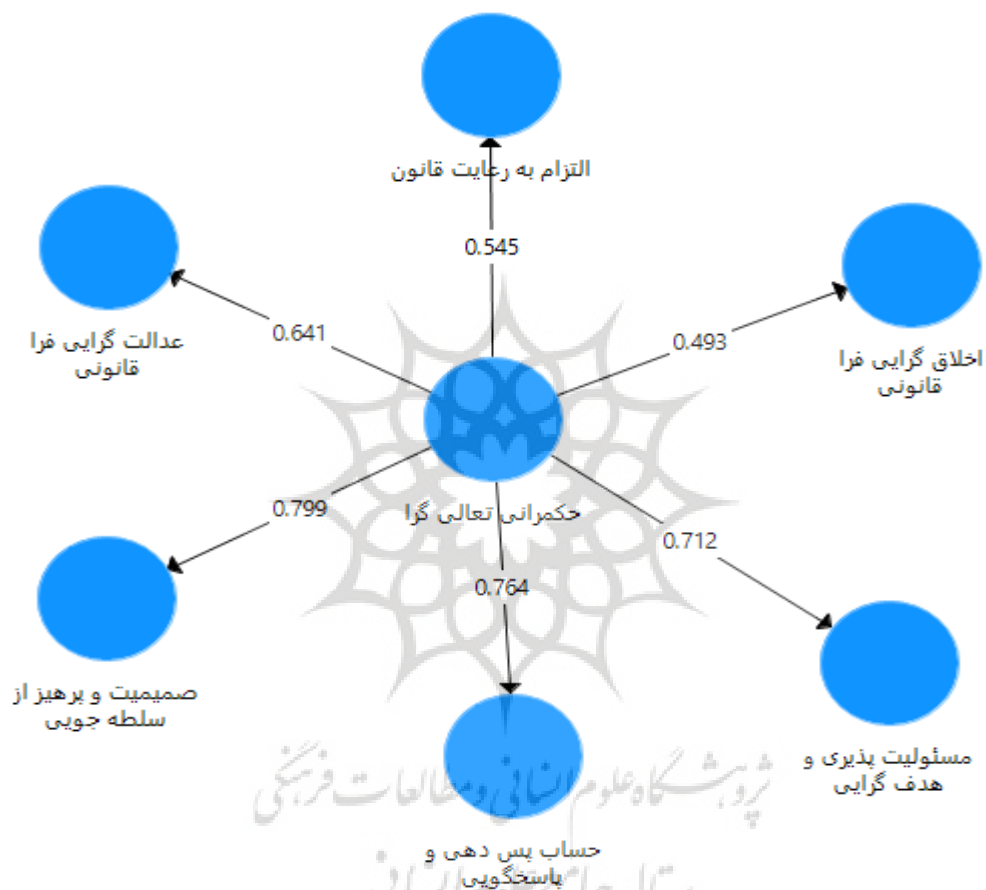 التزام به رعایت قانون
0.545
عدالت گرایی فرا
قانونی
0.641
0.493
اخلاق گرایی فرا
قانونی
حکمرانی تعالی گرا
0.799
0.712
0.764
صمیمیت و پرهیز از
سلطه جویی
مسئولیت پذیری و
هدف گرایی
حساب پس دهی و
پاسخگویی
پژوهشگاه علوم انسانی و مطالعات فرهنگی